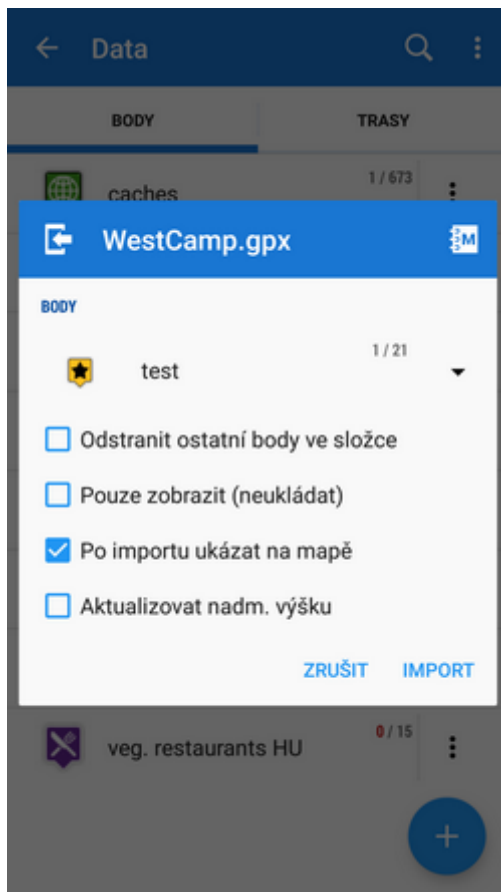 Data
BODY TRASY
caches 1 / 673
WestCamp.gpx M
BODY
test 1 / 21
Odstranit ostatní body ve složce
Pouze zobrazit (neukládat)
Po importu ukázat na mapě
Aktualizovat nadm. výšku
ZRUŠIT IMPORT
veg. restaurants HU 0 / 15